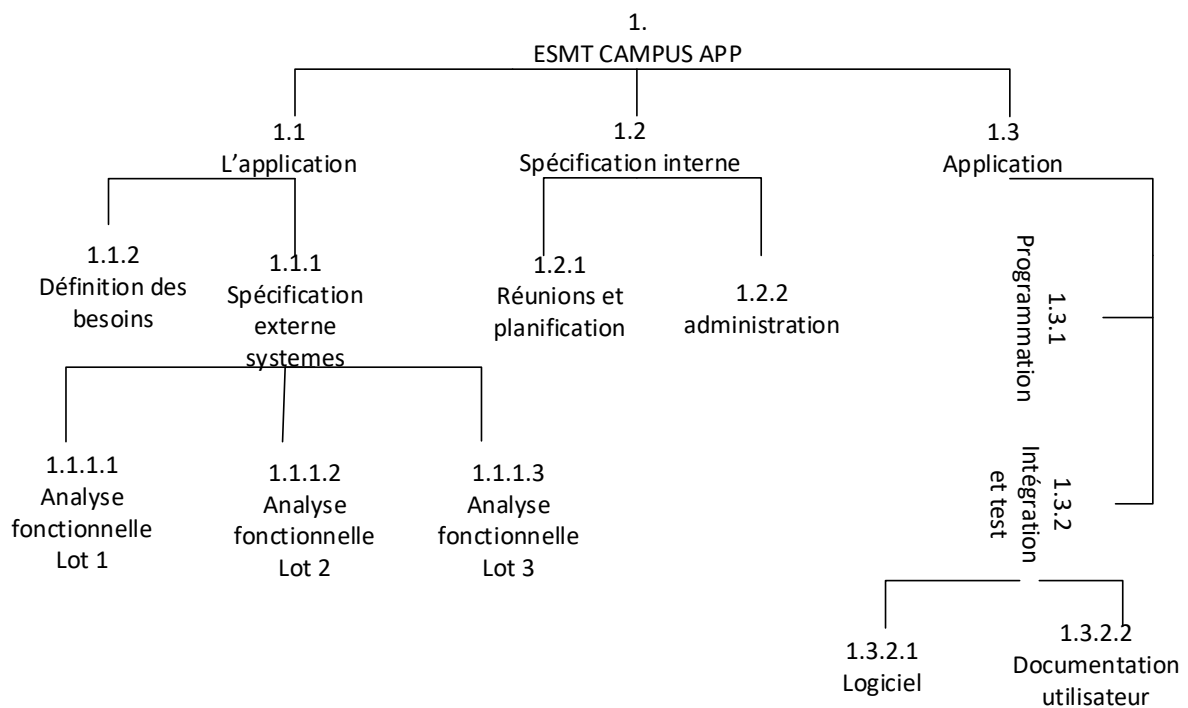 1.
ESMT CAMPUS APP
1.1
L’application
1.2
Spécification interne
1.3
Application
1.1.2
Définition des
besoins
1.1.1
Spécification
externe
systemes
1.2.1
Réunions et
planification
1.2.2
administration
1.3.1
Programmation
1.3.2
Intégration
et test
1.1.1.1
Analyse
fonctionnelle
Lot 1
1.1.1.2
Analyse
fonctionnelle
Lot 2
1.1.1.3
Analyse
fonctionnelle
Lot 3
1.3.2.1
Logiciel
1.3.2.2
Documentation
utilisateur